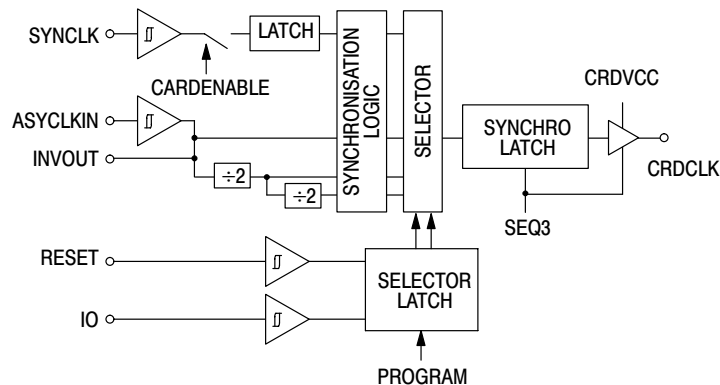 SYNCLK
LATCH
CARDENABLE
ASYCLKIN
INVOUT
÷2
÷2
SYNCHRONISATION
LOGIC
SELECTOR
SYNCHRO
LATCH
CRDVCC
CRDCLK
SEQ3
RESET
IO
SELECTOR
LATCH
PROGRAM